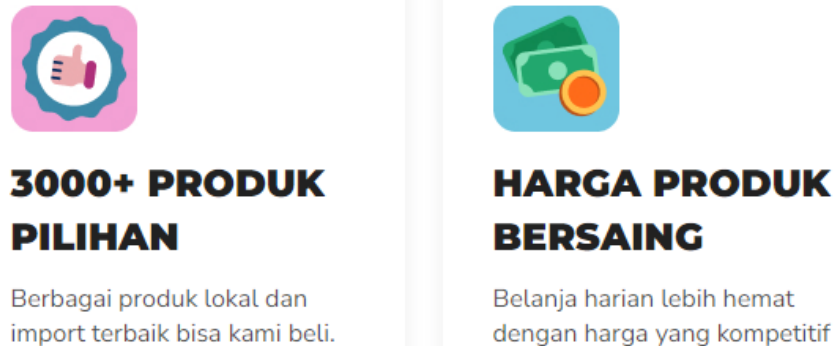 3000+ PRODUK
PILIHAN
Berbagai produk lokal dan
import terbaik bisa kami beli.
HARGA PRODUK
BERSAING
Belanja harian lebih hemat
dengan harga yang kompetitif